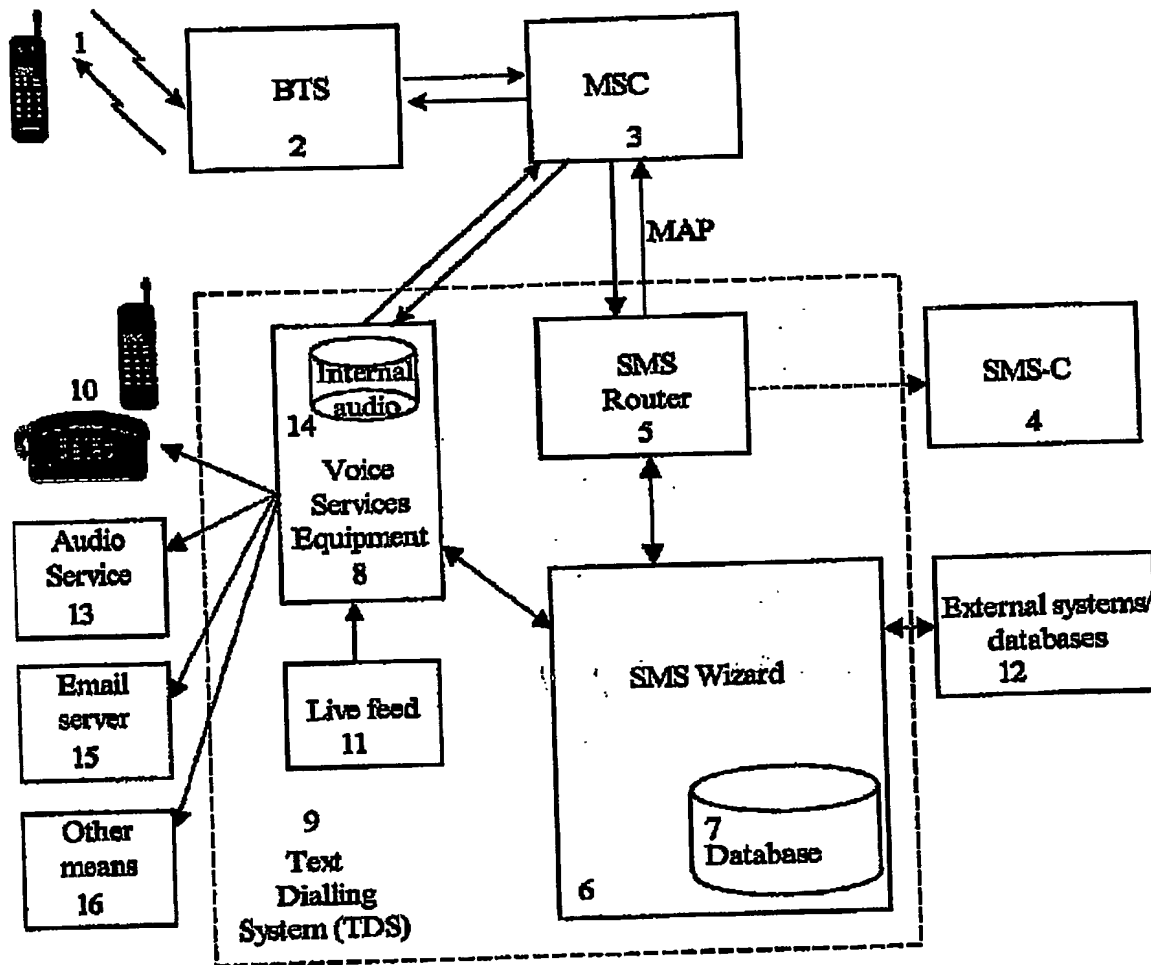 1
BTS
2
MSC
3
MAP
10
Internal
audio
14
Voice
Services
Equipment
8
SMS
Router
5
SMS-C
4
Audio
Service
13
Email
server
15
Other
means
16
Live feed
11
SMS Wizard
7
Database
6
External systems/
databases
12
9
Text
Dialling
System (TDS)